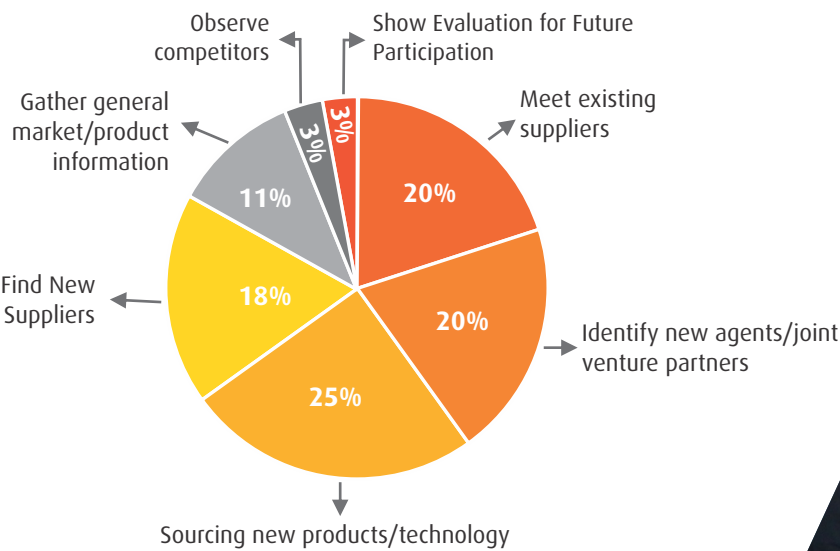 Observe
competitors
Show Evaluation for Future
Participation
Gather general
market/product
information
Meet existing
suppliers
3%
3%
11%
20%
18%
20%
25%
Find New
Suppliers
Identify new agents/joint
venture partners
Sourcing new products/technology